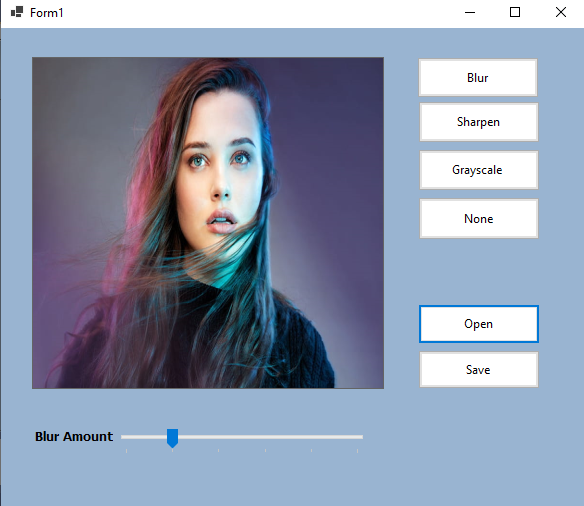 Form1
Blur
Sharpen
Grayscale
None
Open
Save
Blur Amount